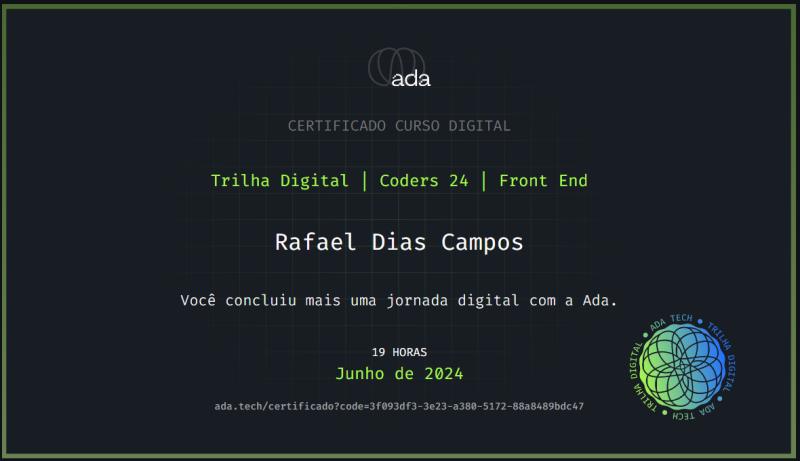 ada
CERTIFICADO CURSO DIGITAL
Trilha Digital | Coders 24 | Front End
Rafael Dias Campos
Você concluiu mais uma jornada digital com a Ada.
19 HORAS
Junho de 2024
ada.tech/certificado?code=3f093df3-3e23-a380-5172-88a8489bdc47
ADA TECH • TRILHA DIGITAL • ADA TECH • TRILHA DIGITAL •